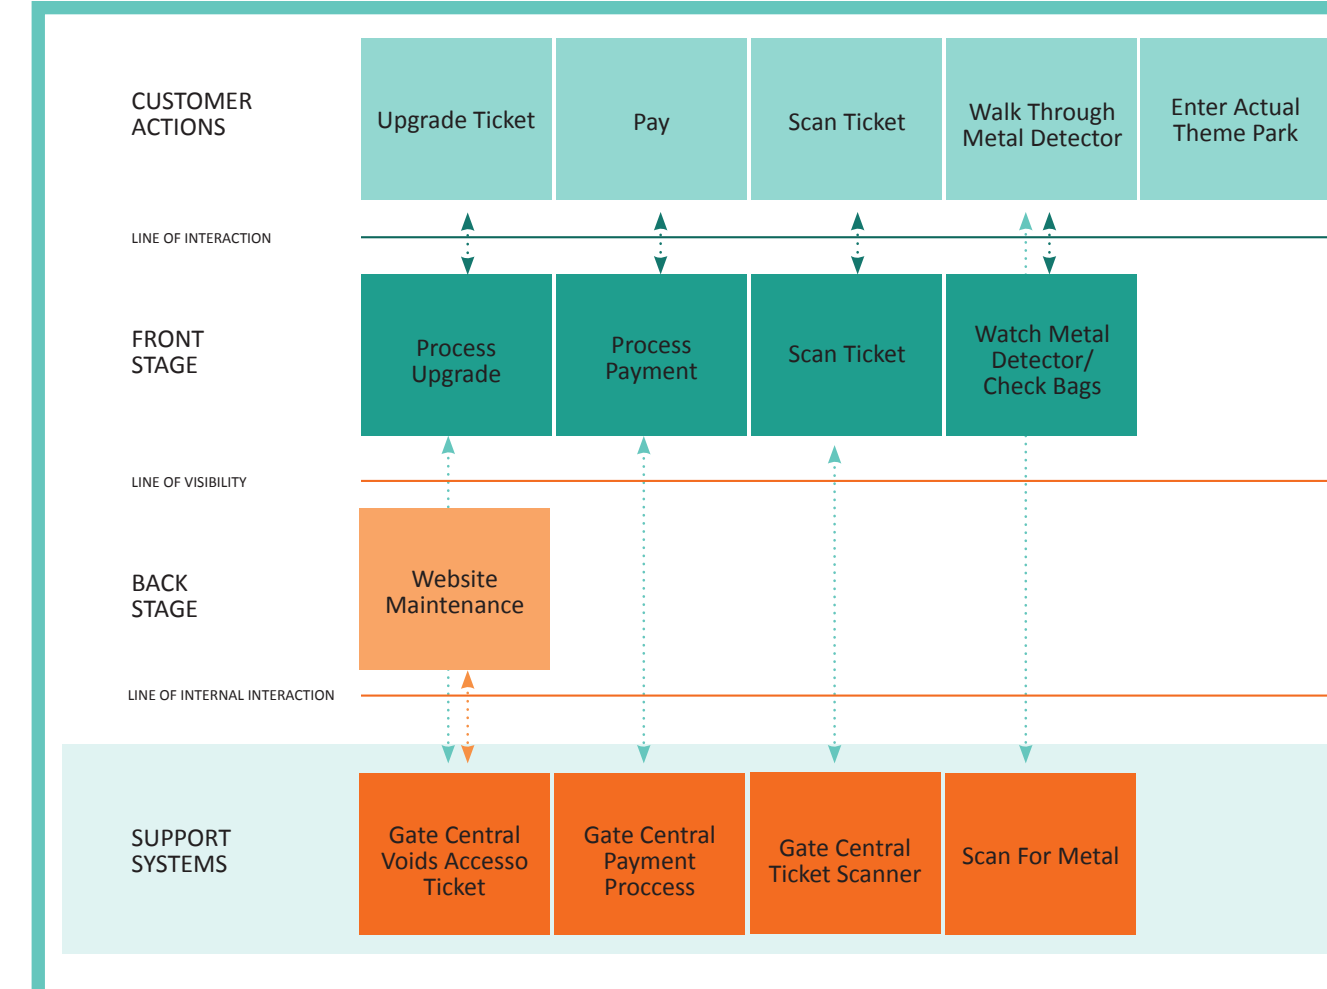 CUSTOMER
ACTIONS
Upgrade Ticket
Pay
Scan Ticket
Walk Through
Metal Detector
Enter Actual
Theme Park
LINE OF INTERACTION
FRONT
STAGE
Process
Upgrade
Process
Payment
Scan Ticket
Watch Metal
Detector/
Check Bags
LINE OF VISIBILITY
BACK
STAGE
Website
Maintenance
LINE OF INTERNAL INTERACTION
SUPPORT
SYSTEMS
Gate Central
Voids Accesso
Ticket
Gate Central
Payment
Proccess
Gate Central
Ticket Scanner
Scan For Metal